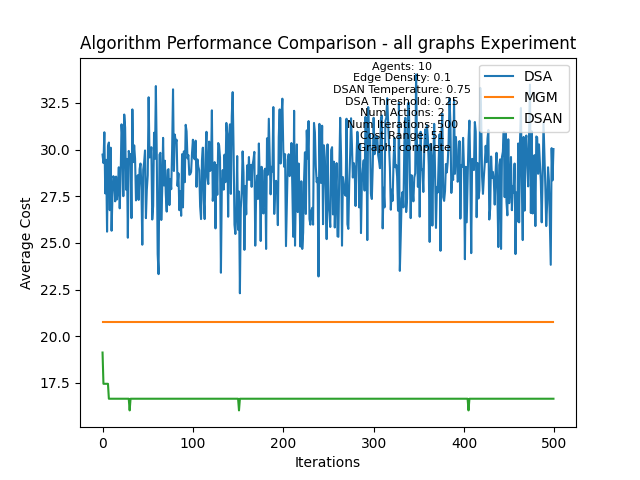 Algorithm Performance Comparison - all graphs Experiment
Agents: 10
Edge Density: 0.1
DSAN Temperature: 0.75
DSA Threshold: 0.25
Num Actions: 2
Num Iterations: 500
Cost Range: 51
Graph: complete
DSA
MGM
DSAN
Average Cost
32.5
30.0
27.5
25.0
22.5
20.0
17.5
0
100
200
300
400
500
Iterations